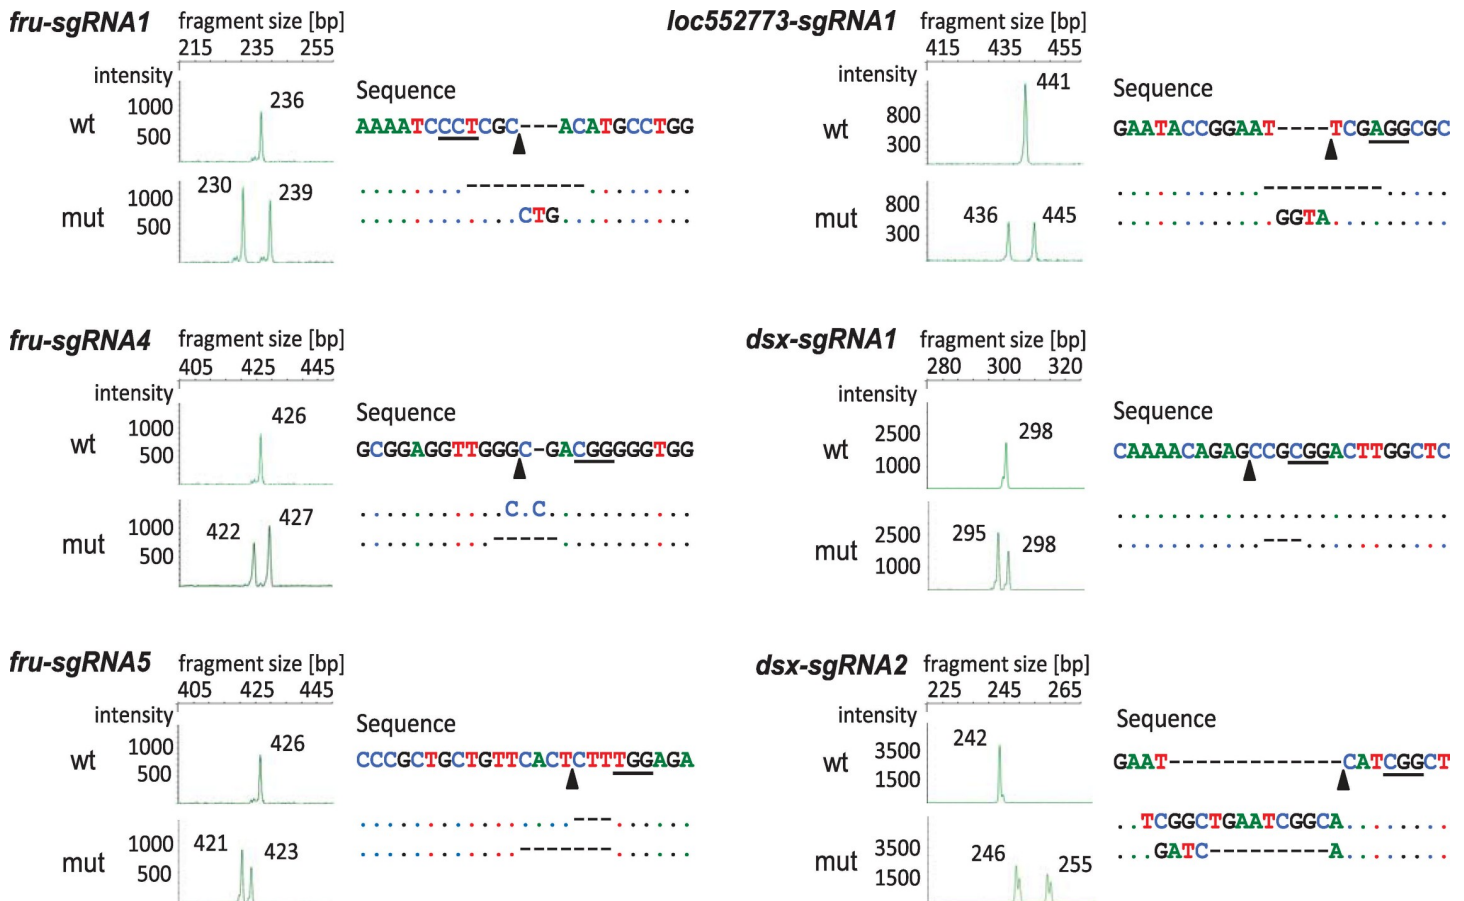 fru-sgRNA1
fragment size [bp]
215 235 255
intensity
wt
1000
500
236
Sequence
AAAATCCCTCGC---ACATGCCTGG
mut
1000
500
230
239
CTG
loc552773-sgRNA1
fragment size [bp]
415 435 455
intensity
wt
800
300
441
Sequence
GAATACCGGAAT----TCGAGGCGC
mut
800
300
436
445
GGTA
fru-sgRNA4
fragment size [bp]
405 425 445
intensity
wt
1000
500
426
Sequence
GCGGAGGTTGGGC-GACGGGGGTGG
mut
1000
500
422
427
C.C
dsx-sgRNA1
fragment size [bp]
280 300 320
intensity
wt
2500
1000
298
Sequence
CAAAACAGAGCCGCGGACTTGGCTC
mut
2500
1000
295
298
fru-sgRNA5
fragment size [bp]
405 425 445
intensity
wt
1000
500
426
Sequence
CCCGCTGCTGTTCACTCTTTGGAGA
mut
1000
500
421
423
dsx-sgRNA2
fragment size [bp]
225 245 265
intensity
wt
3500
1500
242
Sequence
GAAT-------------CATCGGCT
mut
3500
1500
246
255
..TCGGCTGAATCGGCA........
...GATC---------A........